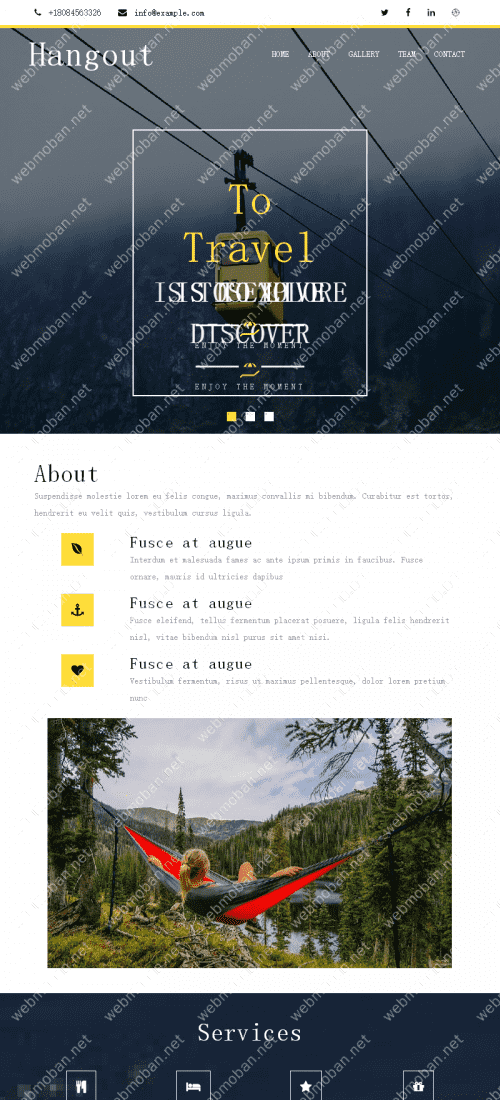 +18084563326 info@example.com
Hangout
HOME ABOUT GALLERY TEAM CONTACT
To
Travel
DISCOVER
ENJOY THE MOMENT
ENJOY THE MOMENT
About
Suspendisse molestie lorem eu felis congue, maximus convallis mi bibendum. Curabitur est tortor,
hendrerit eu velit quis, vestibulum cursus ligula.
Fusce at augue
Interdum et malesuada fames ac ante ipsum primis in faucibus. Fusce
ornare, mauris id ultricies dapibus
Fusce at augue
Fusce eleifend, tellus fermentum placerat posuere, ligula felis hendrerit
nisl, vitae bibendum nisl purus sit amet nisi.
Fusce at augue
Vestibulum fermentum, risus ut maximus pellentesque, dolor lorem pretium
nunc
Services
webmoban.net